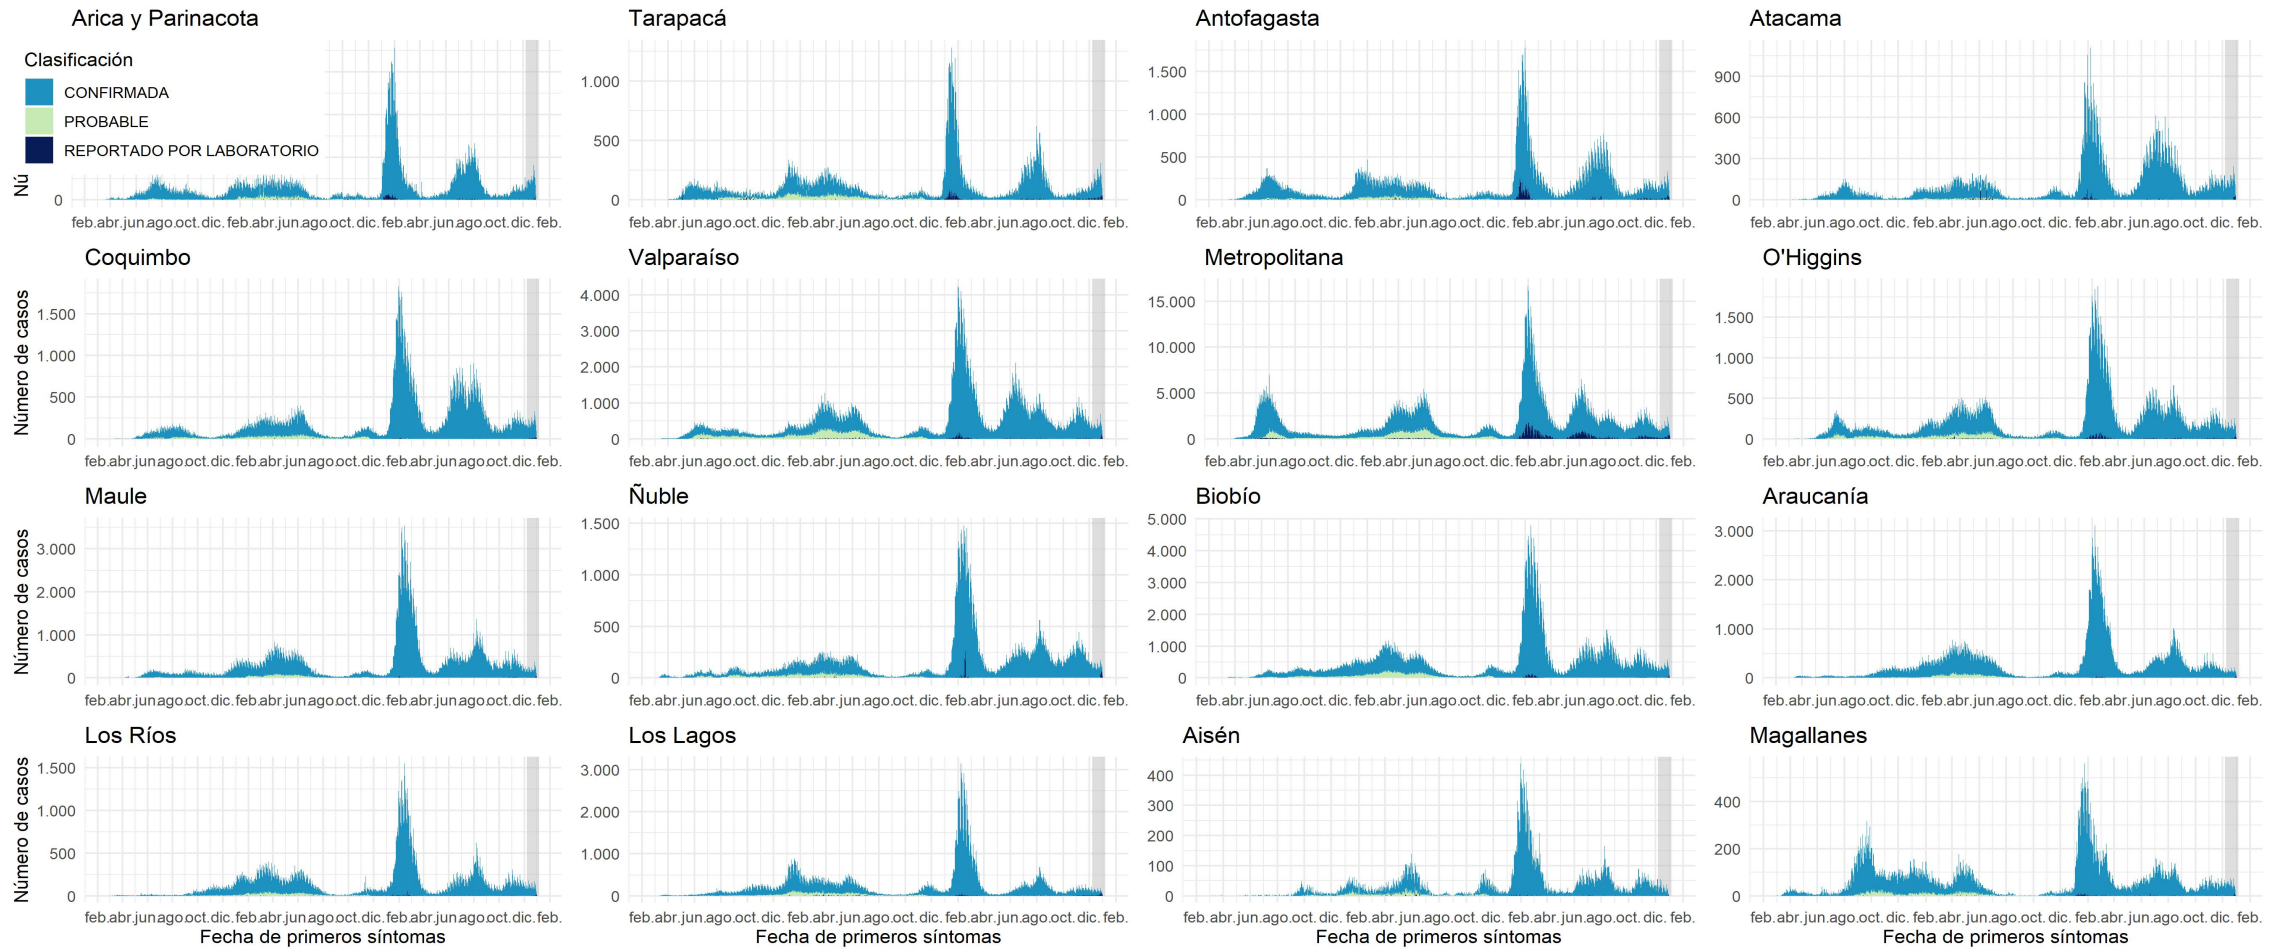 Arica y Parinacota
Clasificación
CONFIRMADA
PROBABLE
REPORTADO POR LABORATORIO
Nú
0
feb. abr. jun. ago. oct. dic. feb. abr. jun. ago. oct. dic. feb. abr. jun. ago. oct. dic. feb.
Tarapacá
1.000
500
0
feb. abr. jun. ago. oct. dic. feb. abr. jun. ago. oct. dic. feb. abr. jun. ago. oct. dic. feb.
Antofagasta
1.500
1.000
500
0
feb. abr. jun. ago. oct. dic. feb. abr. jun. ago. oct. dic. feb. abr. jun. ago. oct. dic. feb.
Atacama
900
600
300
0
feb. abr. jun. ago. oct. dic. feb. abr. jun. ago. oct. dic. feb. abr. jun. ago. oct. dic. feb.
Coquimbo
Número de casos
1.500
1.000
500
0
feb. abr. jun. ago. oct. dic. feb. abr. jun. ago. oct. dic. feb. abr. jun. ago. oct. dic. feb.
Valparaíso
4.000
3.000
2.000
1.000
0
feb. abr. jun. ago. oct. dic. feb. abr. jun. ago. oct. dic. feb. abr. jun. ago. oct. dic. feb.
Metropolitana
15.000
10.000
5.000
0
feb. abr. jun. ago. oct. dic. feb. abr. jun. ago. oct. dic. feb. abr. jun. ago. oct. dic. feb.
O'Higgins
1.500
1.000
500
0
feb. abr. jun. ago. oct. dic. feb. abr. jun. ago. oct. dic. feb. abr. jun. ago. oct. dic. feb.
Maule
Número de casos
3.000
2.000
1.000
0
feb. abr. jun. ago. oct. dic. feb. abr. jun. ago. oct. dic. feb. abr. jun. ago. oct. dic. feb.
Ñuble
1.500
1.000
500
0
feb. abr. jun. ago. oct. dic. feb. abr. jun. ago. oct. dic. feb. abr. jun. ago. oct. dic. feb.
Biobío
5.000
4.000
3.000
2.000
1.000
0
feb. abr. jun. ago. oct. dic. feb. abr. jun. ago. oct. dic. feb. abr. jun. ago. oct. dic. feb.
Araucanía
3.000
2.000
1.000
0
feb. abr. jun. ago. oct. dic. feb. abr. jun. ago. oct. dic. feb. abr. jun. ago. oct. dic. feb.
Los Ríos
Número de casos
1.500
1.000
500
0
feb. abr. jun. ago. oct. dic. feb. abr. jun. ago. oct. dic. feb. abr. jun. ago. oct. dic. feb.
Fecha de primeros síntomas
Los Lagos
3.000
2.000
1.000
0
feb. abr. jun. ago. oct. dic. feb. abr. jun. ago. oct. dic. feb. abr. jun. ago. oct. dic. feb.
Fecha de primeros síntomas
Aisén
400
300
200
100
0
feb. abr. jun. ago. oct. dic. feb. abr. jun. ago. oct. dic. feb. abr. jun. ago. oct. dic. feb.
Fecha de primeros síntomas
Magallanes
400
200
0
feb. abr. jun. ago. oct. dic. feb. abr. jun. ago. oct. dic. feb. abr. jun. ago. oct. dic. feb.
Fecha de primeros síntomas